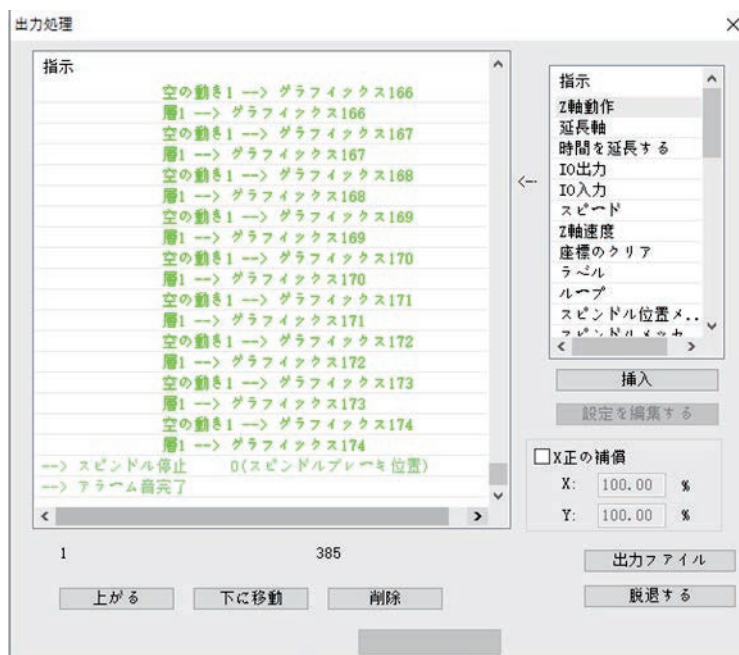 出力処理
指示
空の動き1 --> グラフィックス166
層1 --> グラフィックス166
空の動き1 --> グラフィックス167
層1 --> グラフィックス167
空の動き1 --> グラフィックス168
層1 --> グラフィックス168
空の動き1 --> グラフィックス169
層1 --> グラフィックス169
空の動き1 --> グラフィックス170
層1 --> グラフィックス170
空の動き1 --> グラフィックス171
層1 --> グラフィックス171
空の動き1 --> グラフィックス172
層1 --> グラフィックス172
空の動き1 --> グラフィックス173
層1 --> グラフィックス173
空の動き1 --> グラフィックス174
層1 --> グラフィックス174
--> スピンドル停止 0(スピンドルブレーキ位置)
--> アラーム音完了
1 385
上がる 下に移動 削除
<--
指示
Z軸動作
延長軸
時間を延長する
IO出力
IO入力
スピード
Z軸速度
座標のクリア
ラベル
ループ
スピンドル位置メ..
スピンドルメッセ
挿入
設定を編集する
X正の補償
X: 100.00 %
Y: 100.00 %
出力ファイル
脱退する